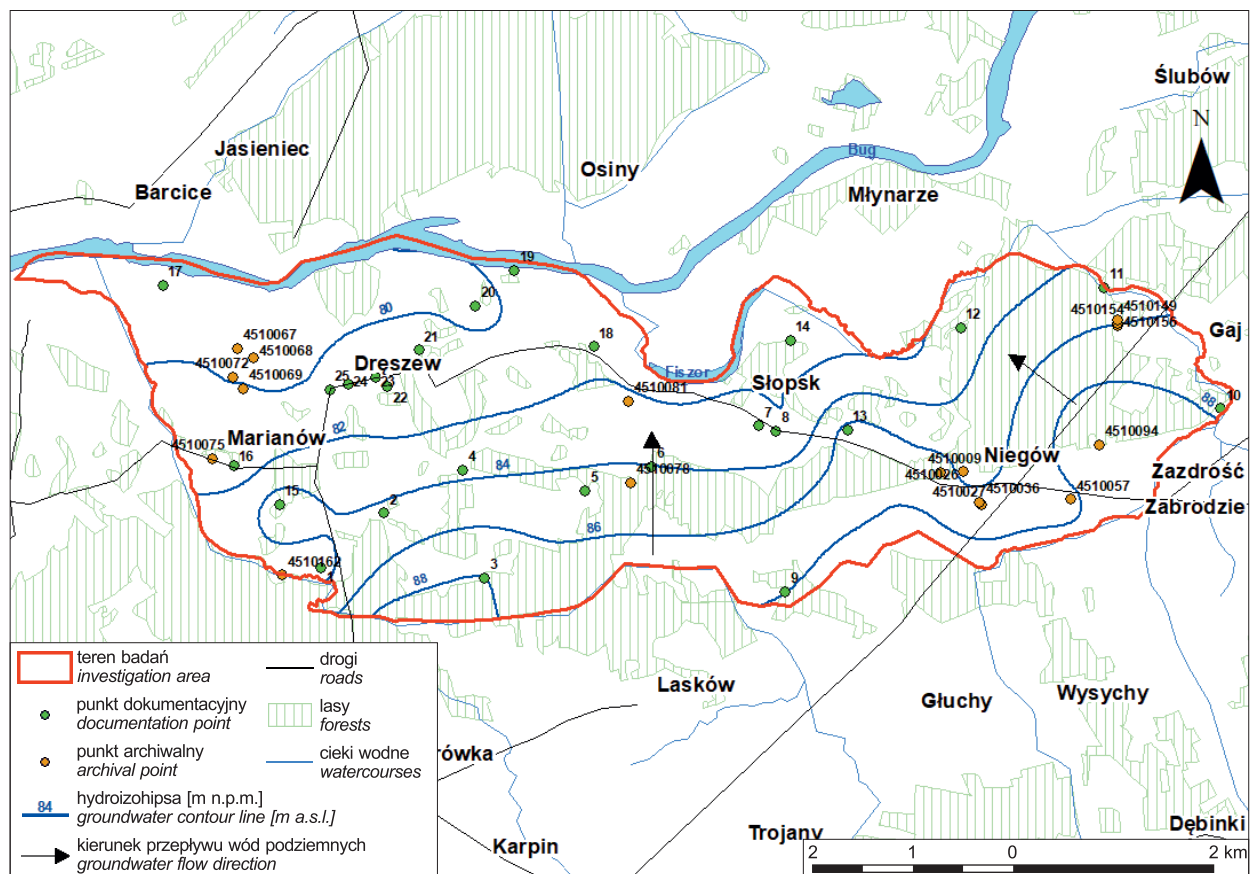 Ślubów
N
Jasieniec
Bug
Osiny
Barcice
Młynarze
19
17
11
20
4510154
4510149
4510156
80
12
4510067
18
14
21
Gaj
4510068
Dręszew
4510072
4510069
Fiszor
25
24
23
22
Słopsk
4510081
88
10
7
8
13
82
Marianów
4510094
4510075
16
4
84
6
4510009
Niegów
4510078
4510026
Zazdrość
5
4510027
4510036
4510057
15
2
Zabrodzie
86
4510162
1
88
3
9
Lasków
Głuchy
Wysychy
rówka
Karpin
Trojany
Dębinki
teren badań
investigation area
punkt dokumentacyjny
documentation point
punkt archiwalny
archival point
84
hydroizohipsa [m n.p.m.]
groundwater contour line [m a.s.l.]
kierunek przepływu wód podziemnych
groundwater flow direction
drogi
roads
lasy
forests
cieki wodne
watercourses
2 1 0 2 km